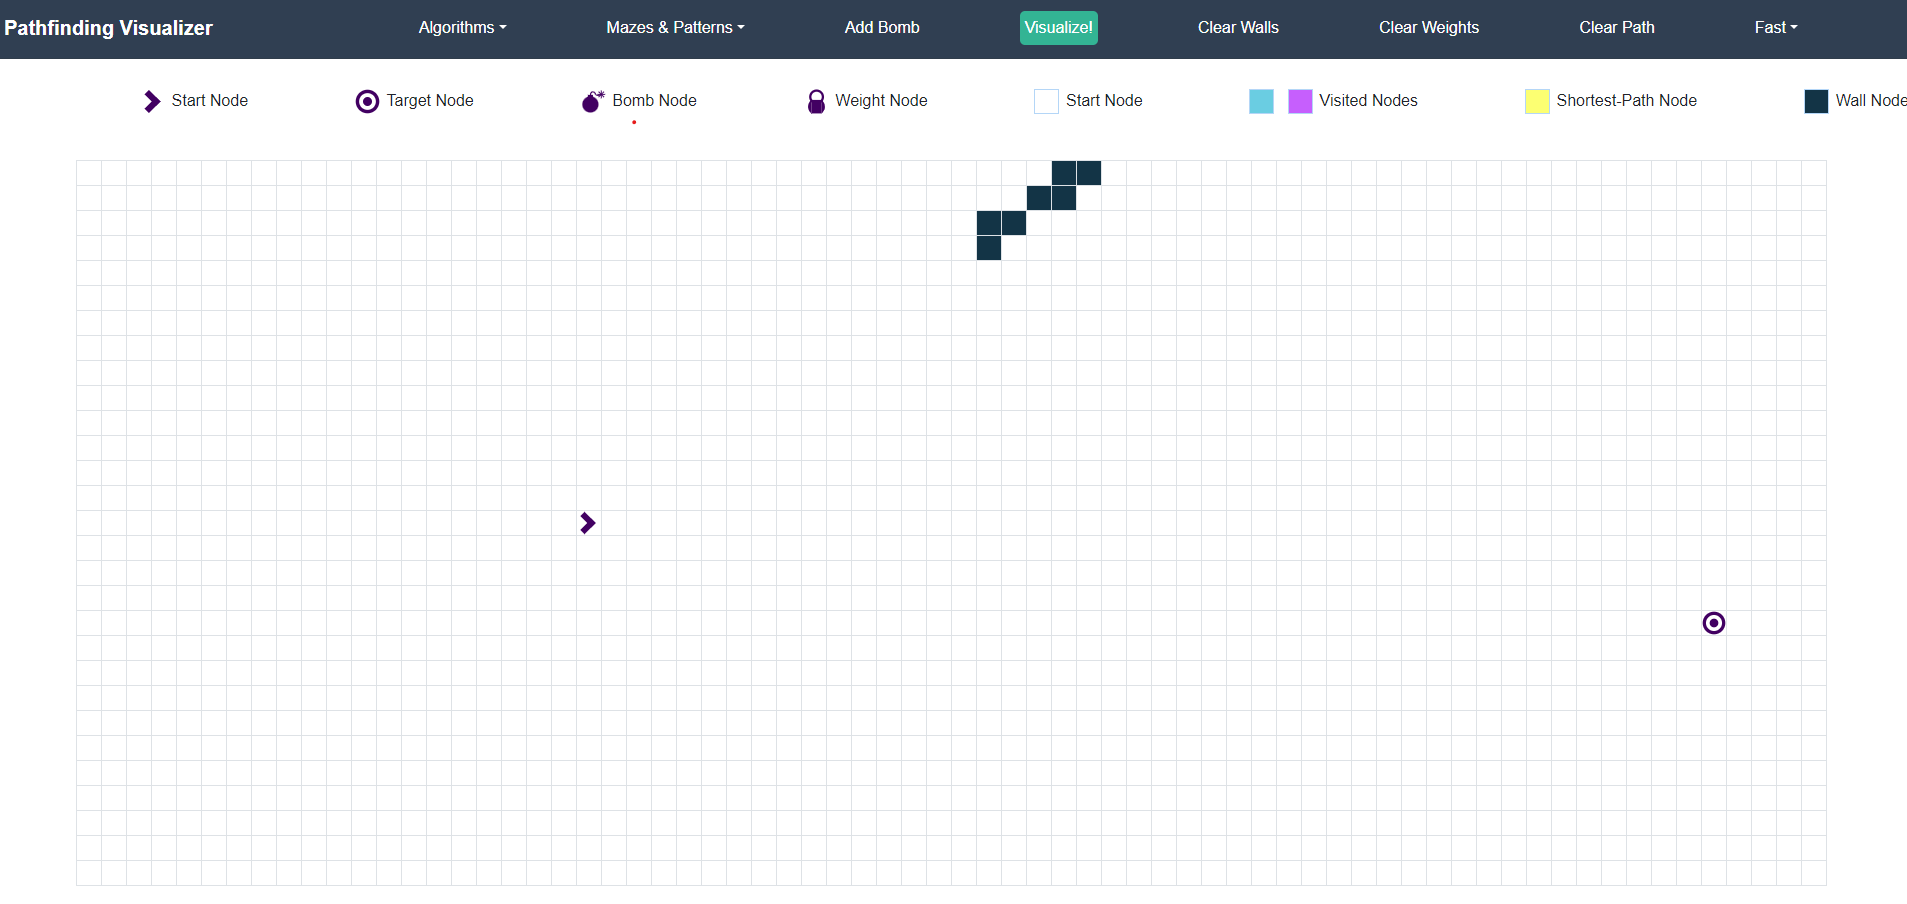 Pathfinding Visualizer Algorithms Mazes & Patterns Add Bomb Visualize! Clear Walls Clear Weights Clear Path Fast
Start Node Target Node Bomb Node Weight Node Start Node Visited Nodes Shortest-Path Node Wall Node